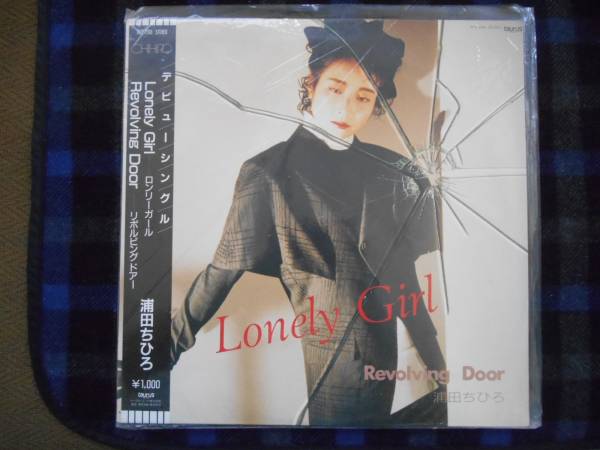 CHIHIRO
デビューシングル
Lonely Girl ロンリーガール
Revolving Door リボルビングドアー
浦田ちひろ
¥1,000
taurus
taurus
Lonely Girl
Revolving Door
浦田ちひろ